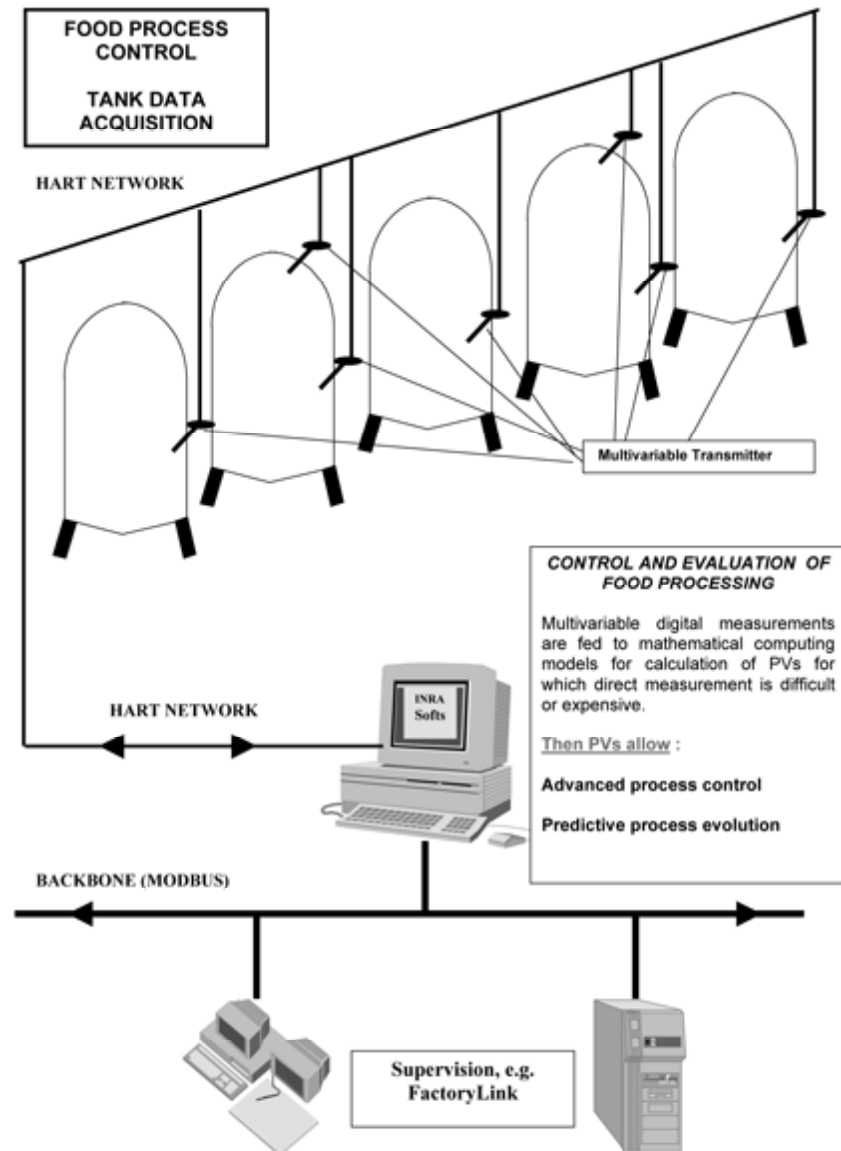 FOOD PROCESS
CONTROL
TANK DATA
ACQUISITION
HART NETWORK
Multivariable Transmitter
CONTROL AND EVALUATION OF
FOOD PROCESSING
Multivariable digital measurements
are fed to mathematical computing
models for calculation of PVs for
which direct measurement is difficult
or expensive.
Then PVs allow :
Advanced process control
Predictive process evolution
INRA
Softs
HART NETWORK
BACKBONE (MODBUS)
Supervision, e.g.
FactoryLink